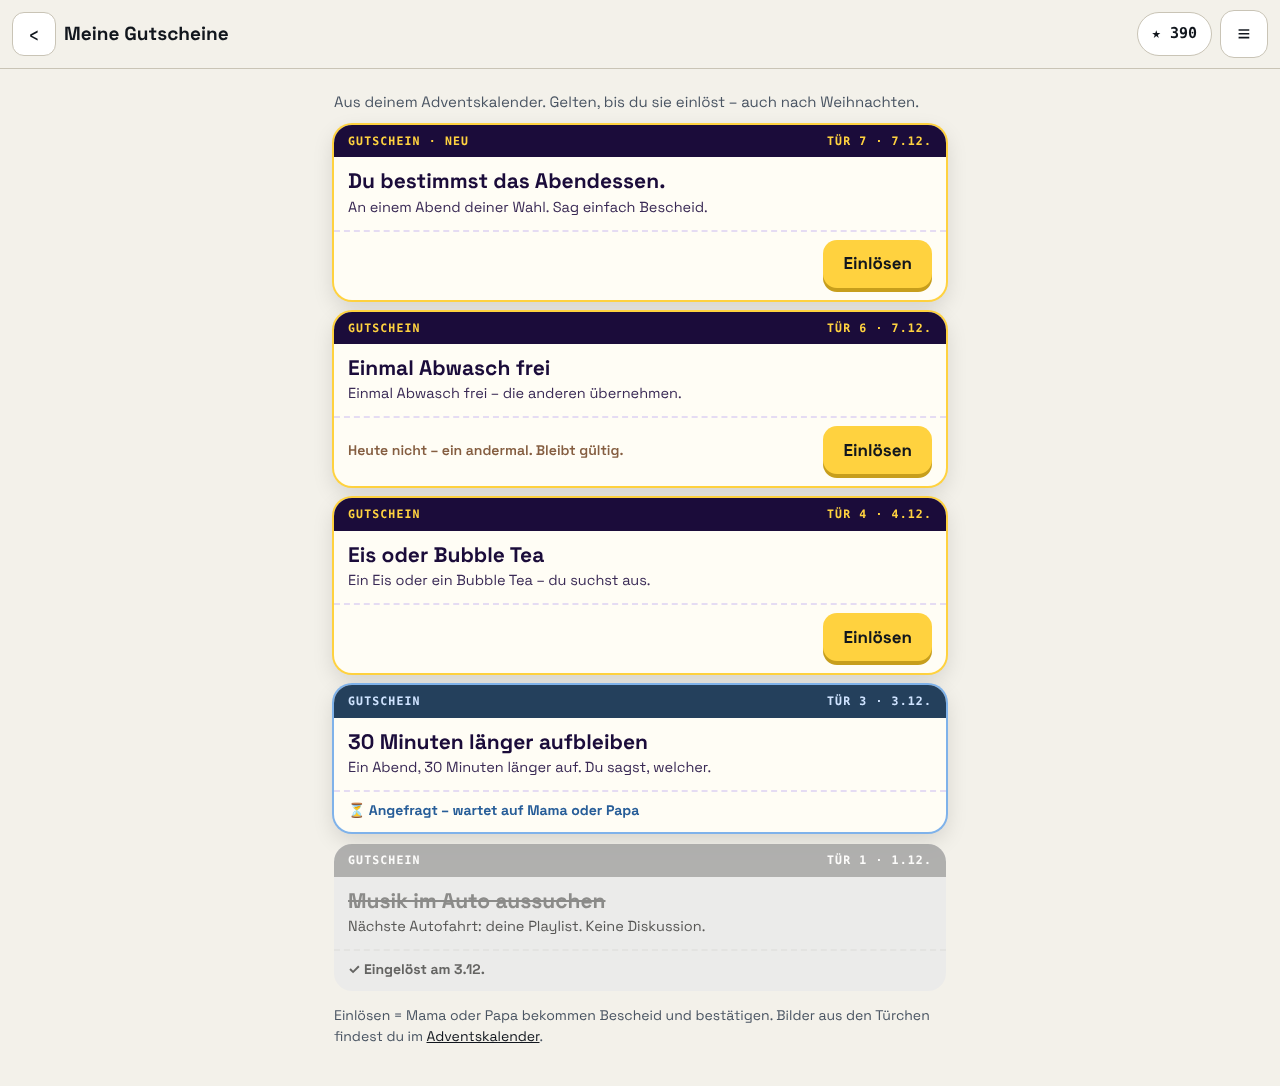 < Meine Gutscheine ★ 390 ≡
Aus deinem Adventskalender. Gelten, bis du sie einlöst – auch nach Weihnachten.
GUTSCHEIN · NEU TÜR 7 · 7.12.
Du bestimmst das Abendessen.
An einem Abend deiner Wahl. Sag einfach Bescheid.
Einlösen
GUTSCHEIN TÜR 6 · 7.12.
Einmal Abwasch frei
Einmal Abwasch frei – die anderen übernehmen.
Heute nicht – ein andermal. Bleibt gültig. Einlösen
GUTSCHEIN TÜR 4 · 4.12.
Eis oder Bubble Tea
Ein Eis oder ein Bubble Tea – du suchst aus.
Einlösen
GUTSCHEIN TÜR 3 · 3.12.
30 Minuten länger aufbleiben
Ein Abend, 30 Minuten länger auf. Du sagst, welcher.
⏳ Angefragt – wartet auf Mama oder Papa
GUTSCHEIN TÜR 1 · 1.12.
Musik im Auto aussuchen
Nächste Autofahrt: deine Playlist. Keine Diskussion.
✓ Eingelöst am 3.12.
Einlösen = Mama oder Papa bekommen Bescheid und bestätigen. Bilder aus den Türchen
findest du im Adventskalender.